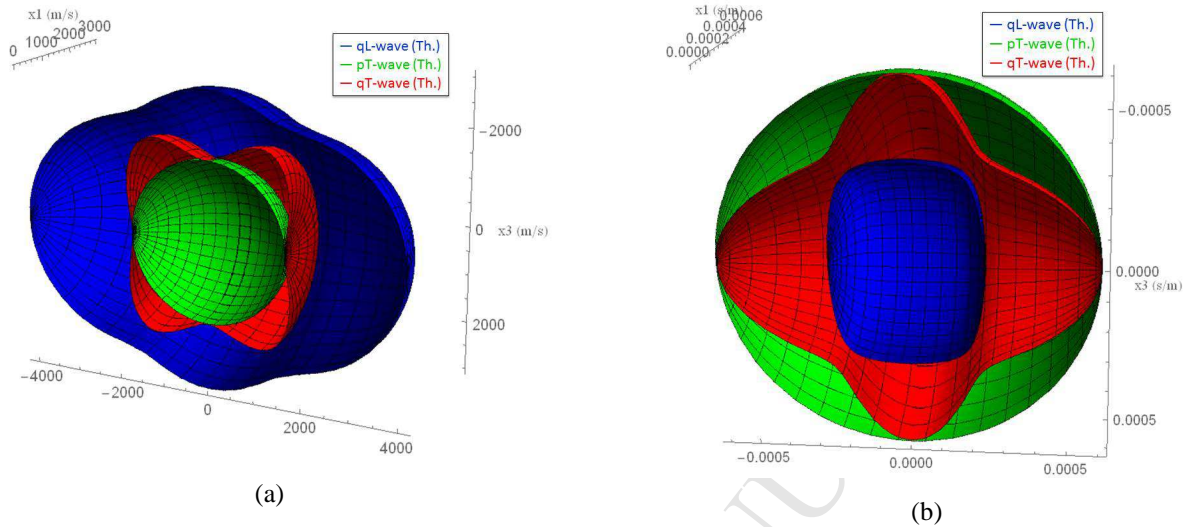 x1 (m/s)
0 1000 2000 3000
qL-wave (Th.)
pT-wave (Th.)
qT-wave (Th.)
−2000
0
x3 (m/s)
2000
−4000
−2000
0
2000
4000
(a)
x1 (s/m)
0.0000 0.0002 0.0004 0.0006
qL-wave (Th.)
pT-wave (Th.)
qT-wave (Th.)
−0.0005
0.0000
x3 (s/m)
0.0005
−0.0005 0.0000 0.0005
(b)